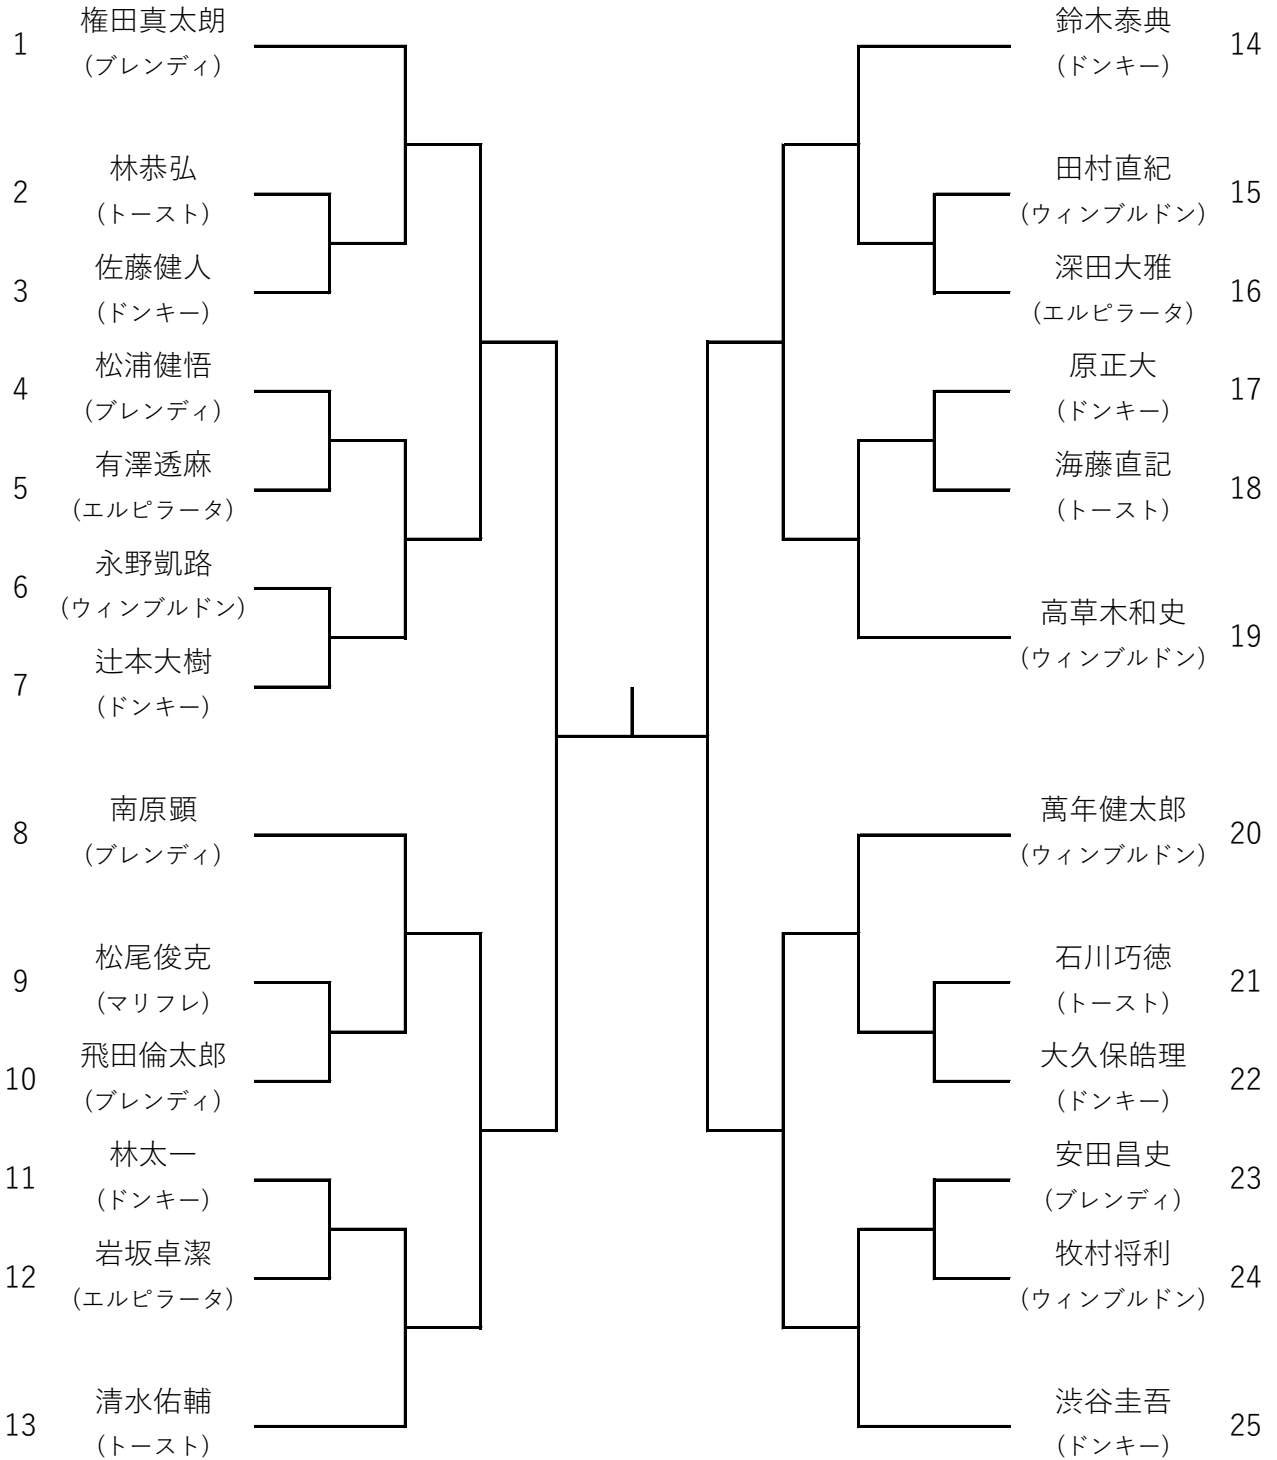 1
権田真太朗
(ブレンディ)
2
林恭弘
(トースト)
3
佐藤健人
(ドンキー)
4
松浦健悟
(ブレンディ)
5
有澤透麻
(エルピラータ)
6
永野凱路
(ウィンブルドン)
7
辻本大樹
(ドンキー)
8
南原顕
(ブレンディ)
9
松尾俊克
(マリフレ)
10
飛田倫太郎
(ブレンディ)
11
林太一
(ドンキー)
12
岩坂卓潔
(エルピラータ)
13
清水佑輔
(トースト)
鈴木泰典
(ドンキー)
14
田村直紀
(ウィンブルドン)
15
深田大雅
(エルピラータ)
16
原正大
(ドンキー)
17
海藤直記
(トースト)
18
高草木和史
(ウィンブルドン)
19
萬年健太郎
(ウィンブルドン)
20
石川巧徳
(トースト)
21
大久保皓理
(ドンキー)
22
安田昌史
(ブレンディ)
23
牧村将利
(ウィンブルドン)
24
渋谷圭吾
(ドンキー)
25